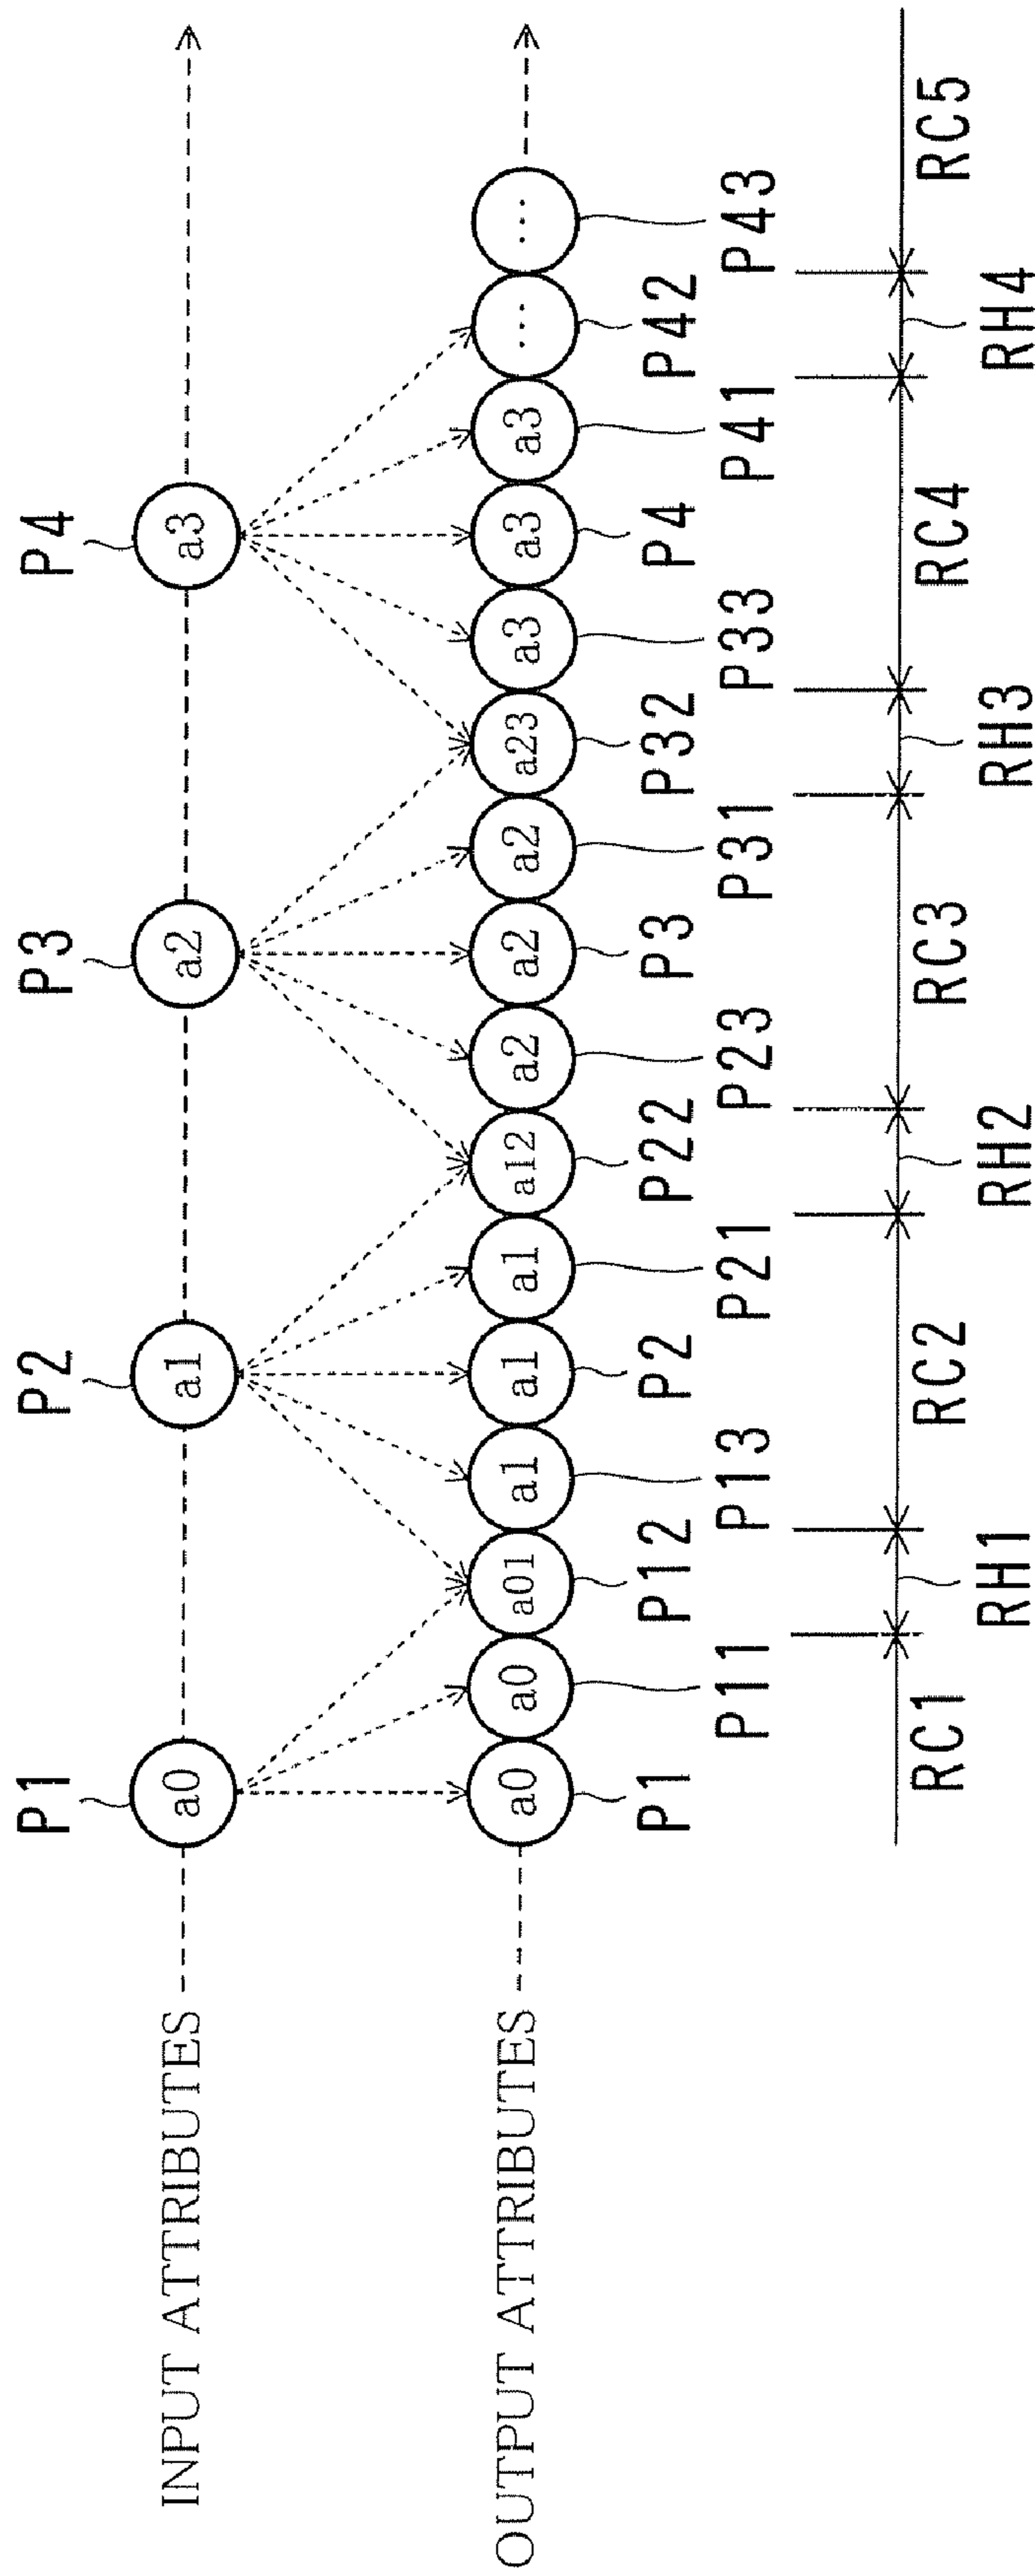 P1 P2 P3 P4
INPUT ATTRIBUTES a0 a1 a2 a3
OUTPUT ATTRIBUTES a0 a0 a01 a1 a1 a1 a12 a2 a2 a2 a23 a3 a3 a3 ... ...
P1 P12 P2 P22 P3 P32 P4 P42
P11 P13 P21 P23 P31 P33 P41 P43
RC1 RC2 RC3 RC4 RC5
RH1 RH2 RH3 RH4